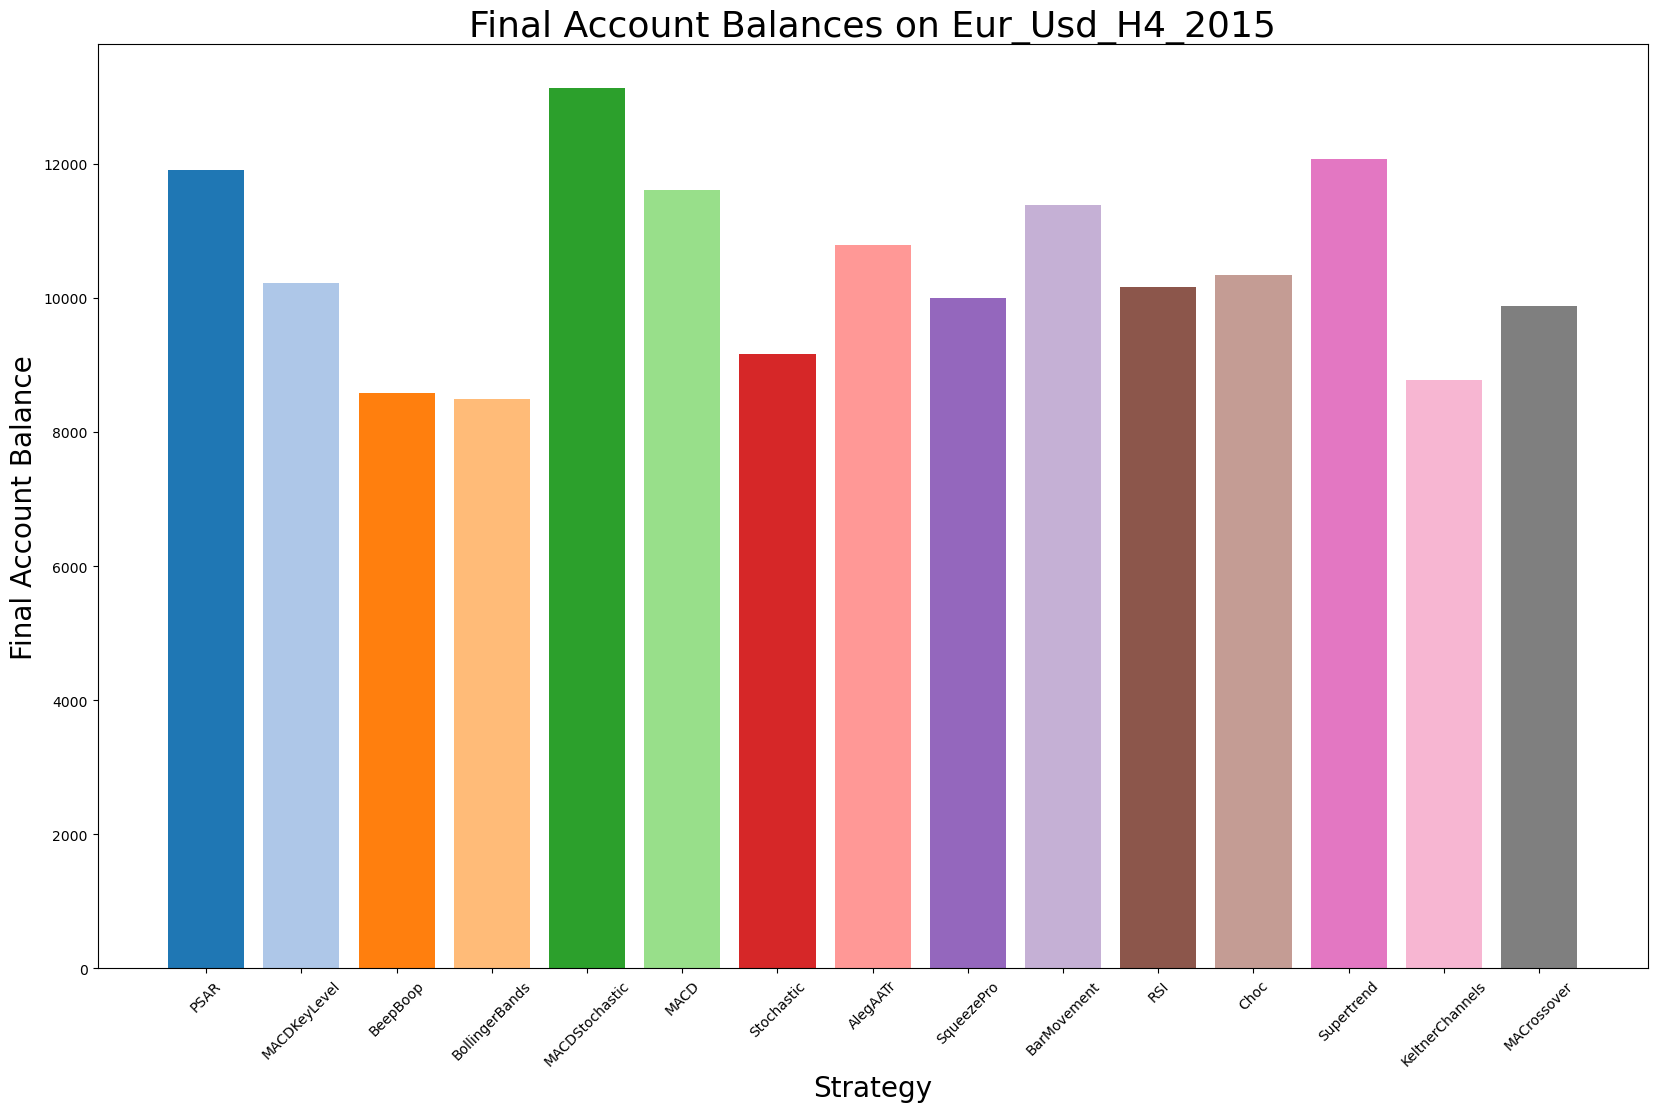 Final Account Balances on Eur_Usd_H4_2015
Final Account Balance
12000
10000
8000
6000
4000
2000
0
PSAR
MACDKeyLevel
BeepBoop
BollingerBands
MACDStochastic
MACD
Stochastic
AlegAATr
SqueezePro
BarMovement
RSI
Choc
Supertrend
KeltnerChannels
MACrossover
Strategy